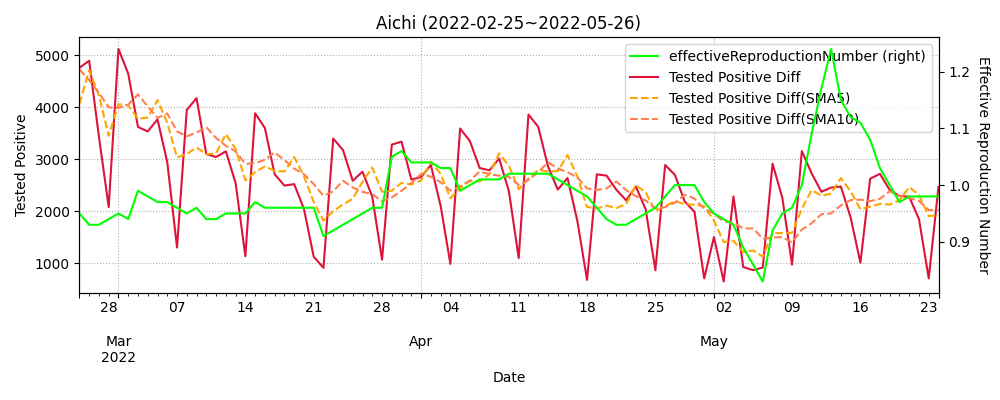 Aichi (2022-02-25~2022-05-26)
effectiveReproductionNumber (right)
Tested Positive Diff
Tested Positive Diff(SMA5)
Tested Positive Diff(SMA10)
Tested Positive
5000
4000
3000
2000
1000
Effective Reproduction Number
1.2
1.1
1.0
0.9
28 07 14 21 28 04 11 18 25 02 09 16 23
Mar Apr May
2022
Date